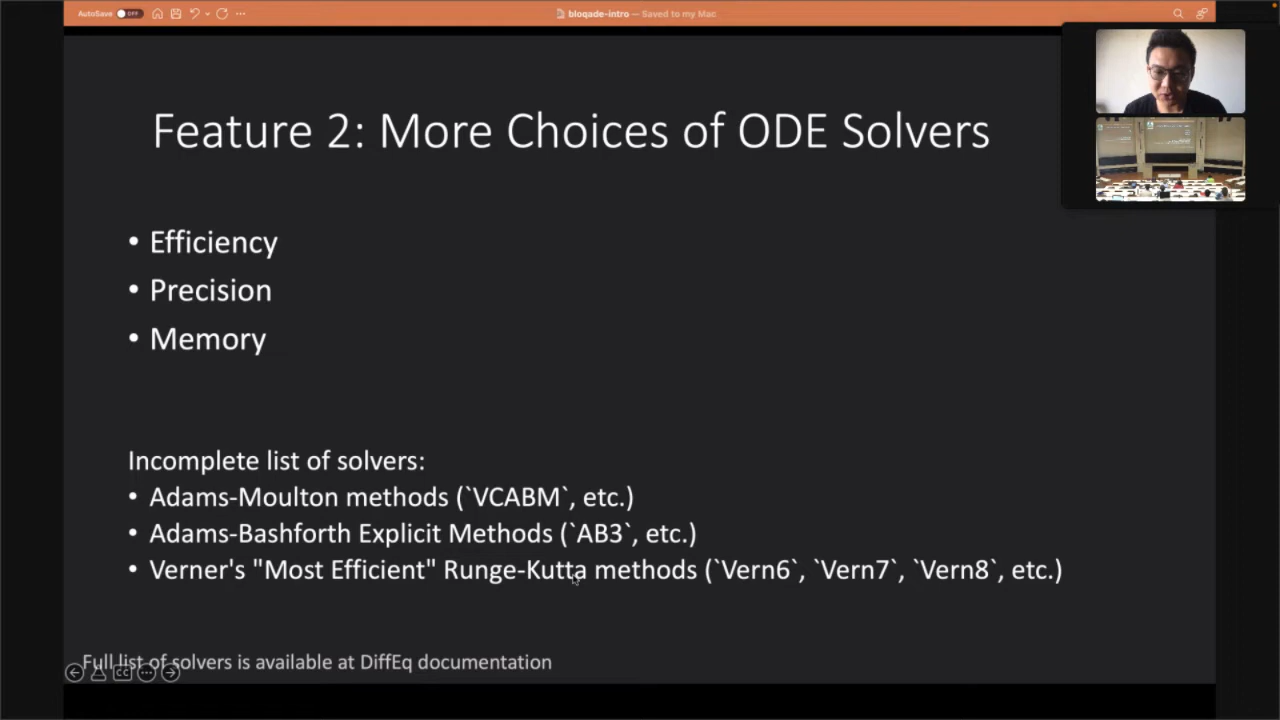 AutoSave OFF
bloqade-intro — Saved to my Mac
Feature 2: More Choices of ODE Solvers
• Efficiency
• Precision
• Memory
Incomplete list of solvers:
• Adams-Moulton methods (`VCABM`, etc.)
• Adams-Bashforth Explicit Methods (`AB3`, etc.)
• Verner's "Most Efficient" Runge-Kutta methods (`Vern6`, `Vern7`, `Vern8`, etc.)
Full list of solvers is available at DiffEq documentation
CC